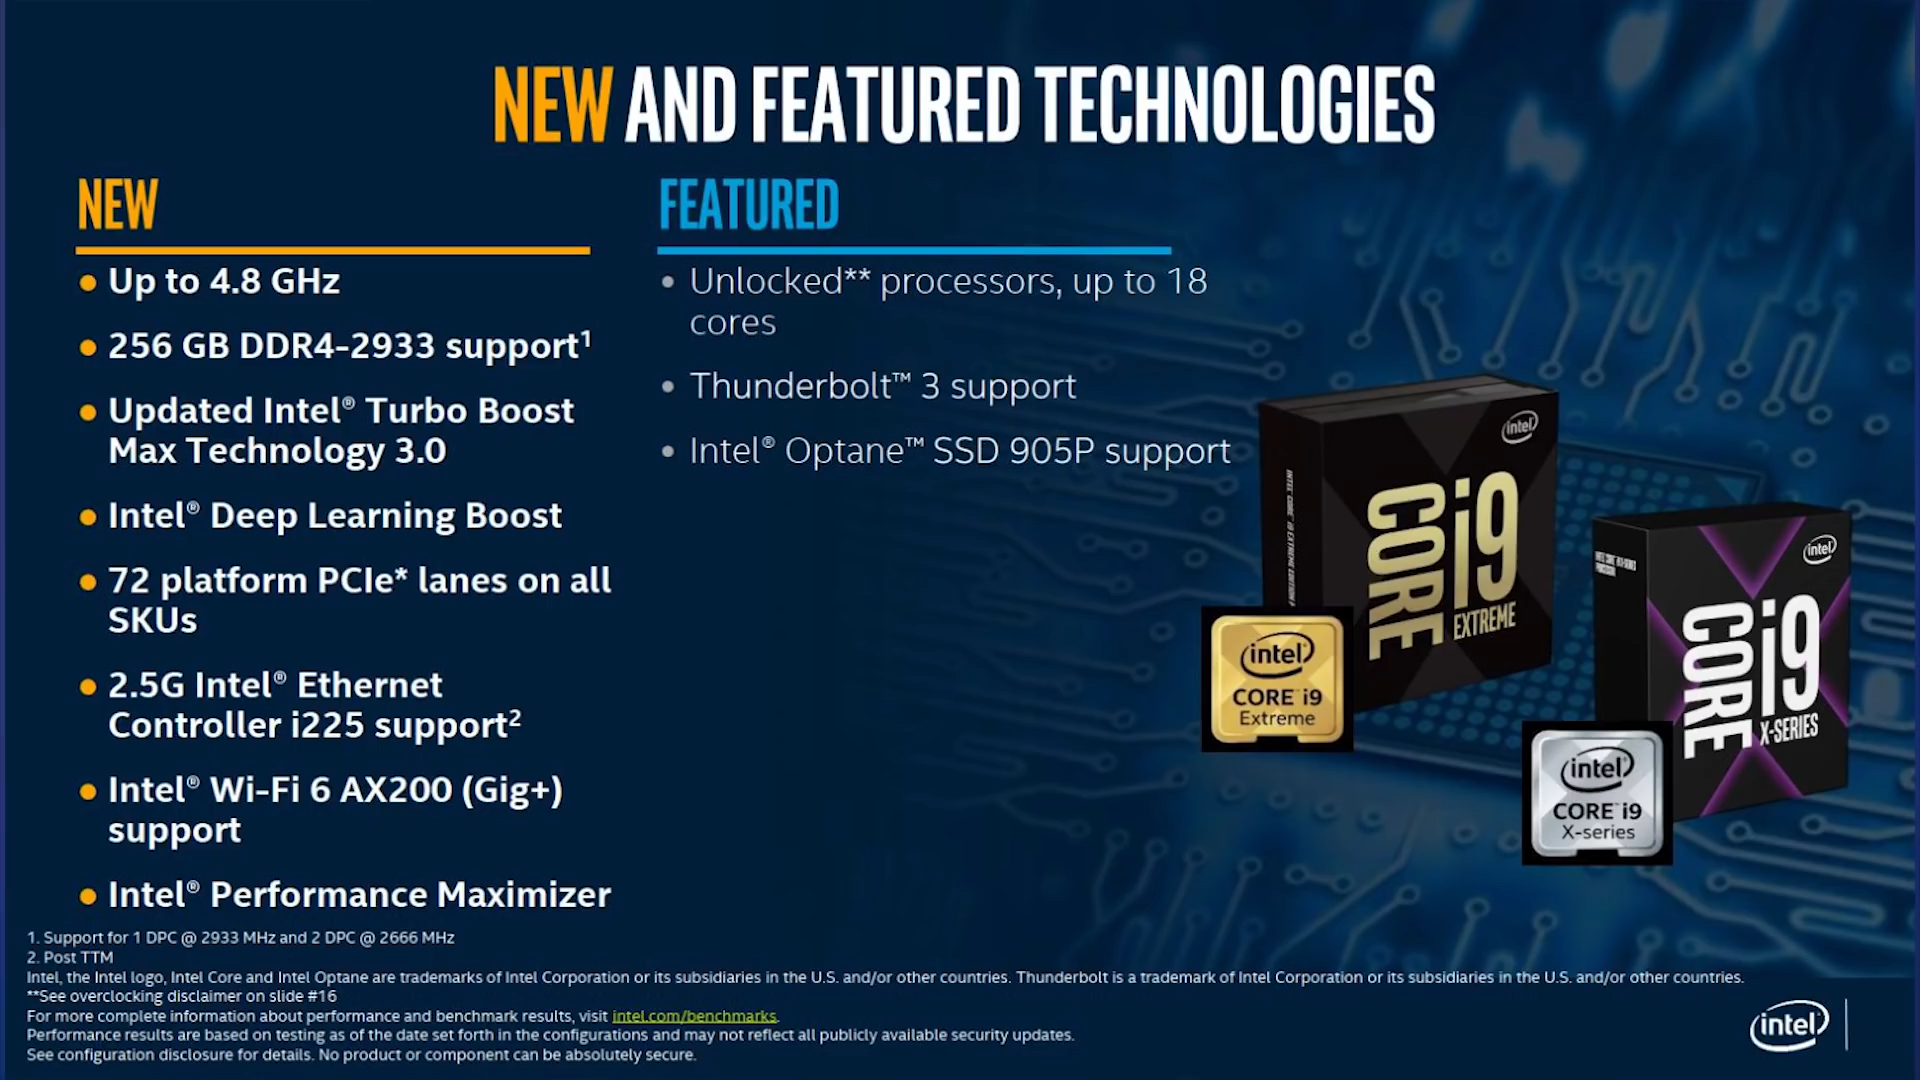 NEW AND FEATURED TECHNOLOGIES
NEW
• Up to 4.8 GHz
• 256 GB DDR4-2933 support¹
• Updated Intel® Turbo Boost
Max Technology 3.0
• Intel® Deep Learning Boost
• 72 platform PCIe* lanes on all
SKUs
• 2.5G Intel® Ethernet
Controller i225 support²
• Intel® Wi-Fi 6 AX200 (Gig+)
support
• Intel® Performance Maximizer
FEATURED
• Unlocked** processors, up to 18
cores
• Thunderbolt™ 3 support
• Intel® Optane™ SSD 905P support
intel
CORE i9
EXTREME
intel
CORE i9
Extreme
intel
CORE i9
X-SERIES
intel
CORE i9
X-series
1. Support for 1 DPC @ 2933 MHz and 2 DPC @ 2666 MHz
2. Post TTM
Intel, the Intel logo, Intel Core and Intel Optane are trademarks of Intel Corporation or its subsidiaries in the U.S. and/or other countries. Thunderbolt is a trademark of Intel Corporation or its subsidiaries in the U.S. and/or other countries.
**See overclocking disclaimer on slide #16
For more complete information about performance and benchmark results, visit intel.com/benchmarks.
Performance results are based on testing as of the date set forth in the configurations and may not reflect all publicly available security updates.
See configuration disclosure for details. No product or component can be absolutely secure.
intel